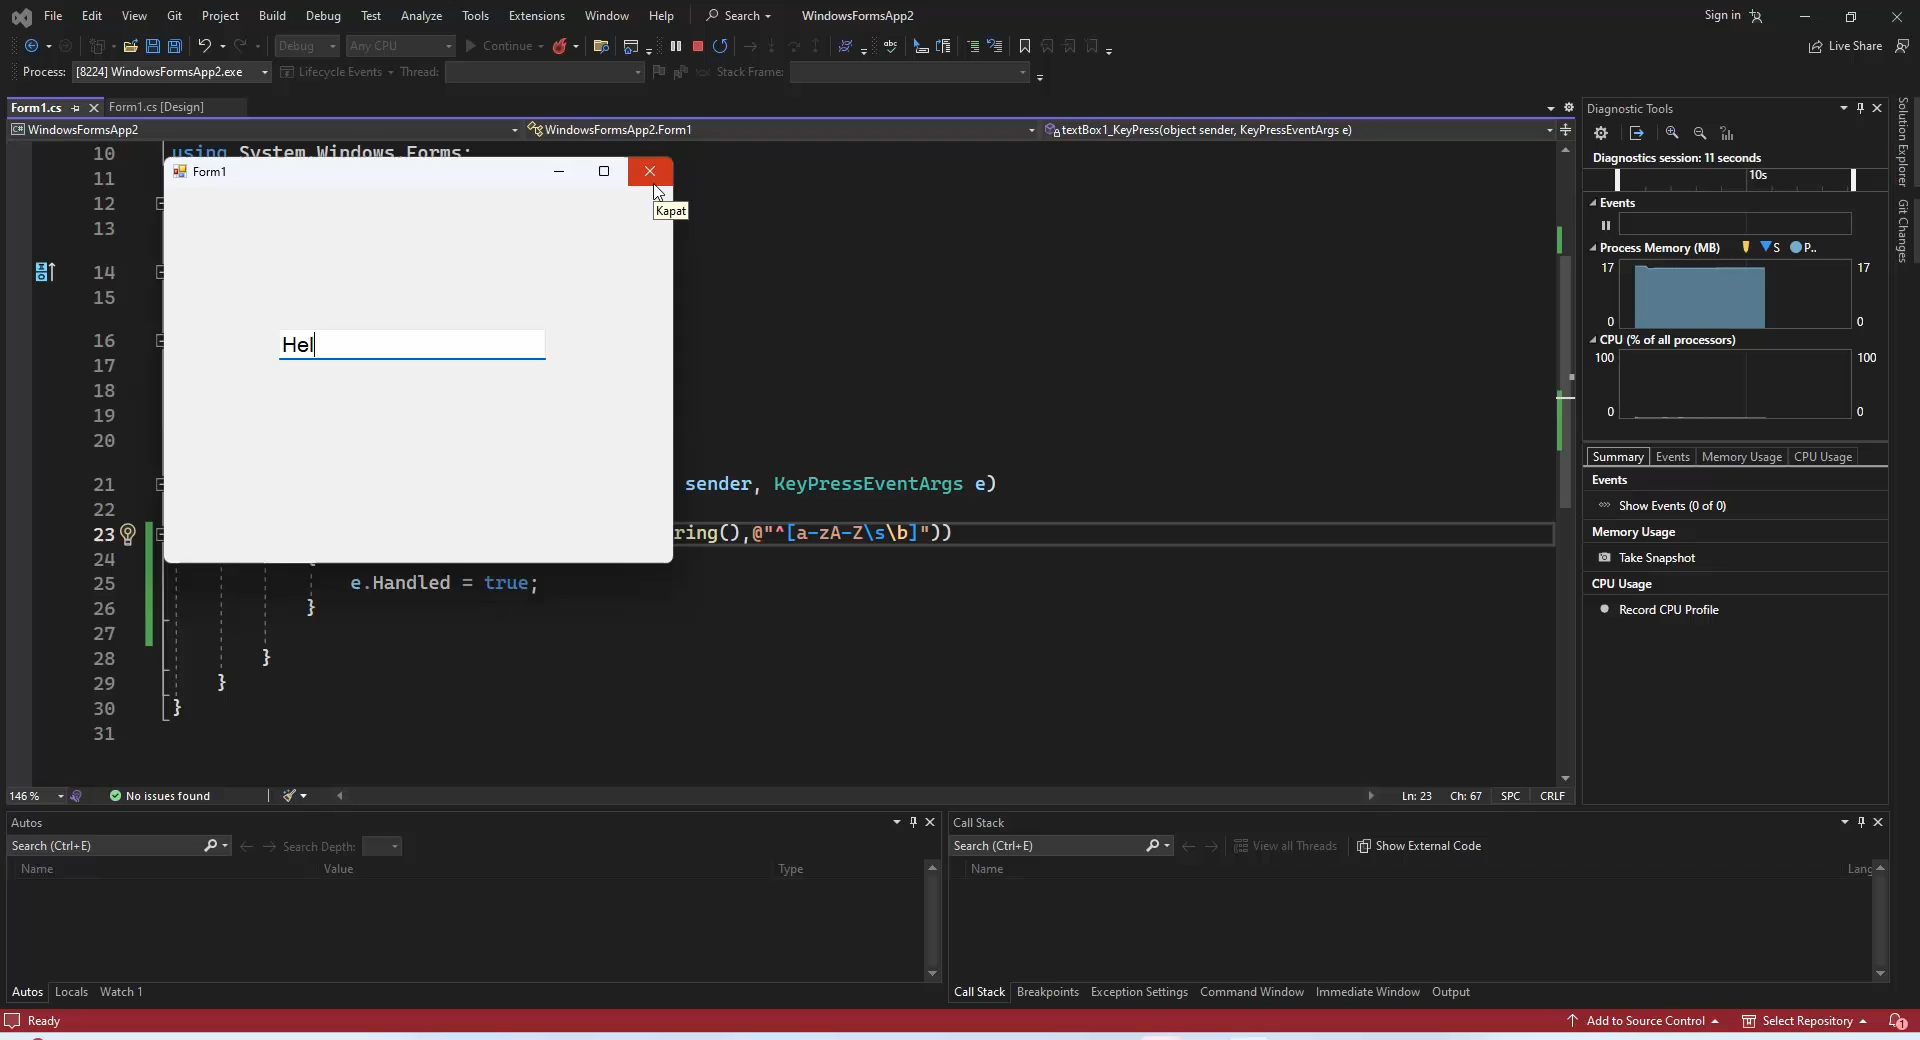 File Edit View Git Project Build Debug Test Analyze Tools Extensions Window Help Search WindowsFormsApp2 Sign in
Debug Any CPU Continue Live Share
Process: [8224] WindowsFormsApp2.exe Lifecycle Events Thread: Stack Frame:
Form1.cs Form1.cs [Design]
WindowsFormsApp2 WindowsFormsApp2.Form1 textBox1_KeyPress(object sender, KeyPressEventArgs e)
10 using System.Windows.Forms;
11
12
13
14
15
16
17
18
19
20
21 sender, KeyPressEventArgs e)
22
23 ring(),@"^[a-zA-Z\s\b]"))
24
25 e.Handled = true;
26 }
27
28 }
29 }
30 }
31
Form1
Kapat
Hel
146 % No issues found Ln: 23 Ch: 67 SPC CRLF
Diagnostic Tools
Diagnostics session: 11 seconds
10s
Events
Process Memory (MB) S P..
17 17
0 0
CPU (% of all processors)
100 100
0 0
Summary Events Memory Usage CPU Usage
Events
Show Events (0 of 0)
Memory Usage
Take Snapshot
CPU Usage
Record CPU Profile
Solution Explorer
Git Changes
Autos
Search (Ctrl+E) Search Depth:
Name Value Type
Autos Locals Watch 1
Call Stack
Search (Ctrl+E) View all Threads Show External Code
Name Lang
Call Stack Breakpoints Exception Settings Command Window Immediate Window Output
Ready Add to Source Control Select Repository 1